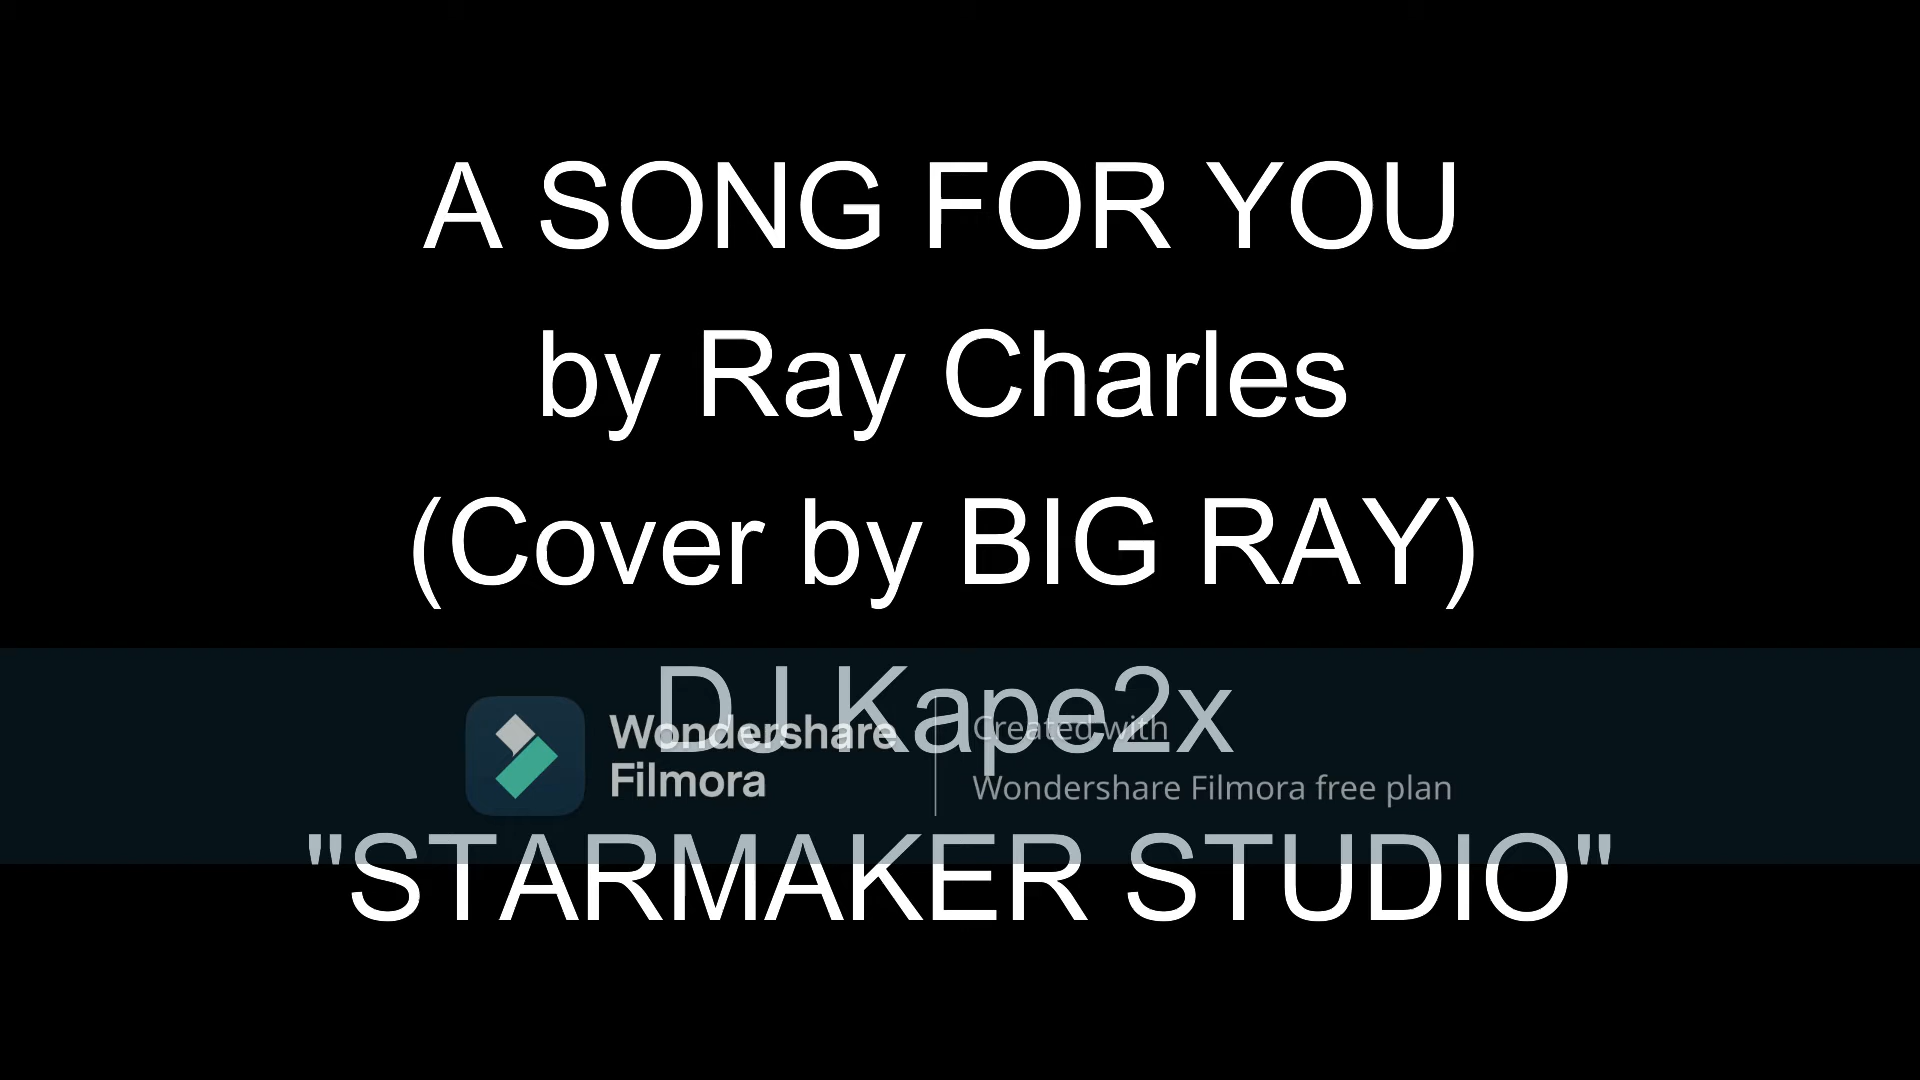 A SONG FOR YOU
by Ray Charles
(Cover by BIG RAY)
DJ Kape2x
Wondershare
Filmora
Created with
Wondershare Filmora free plan
"STARMAKER STUDIO"